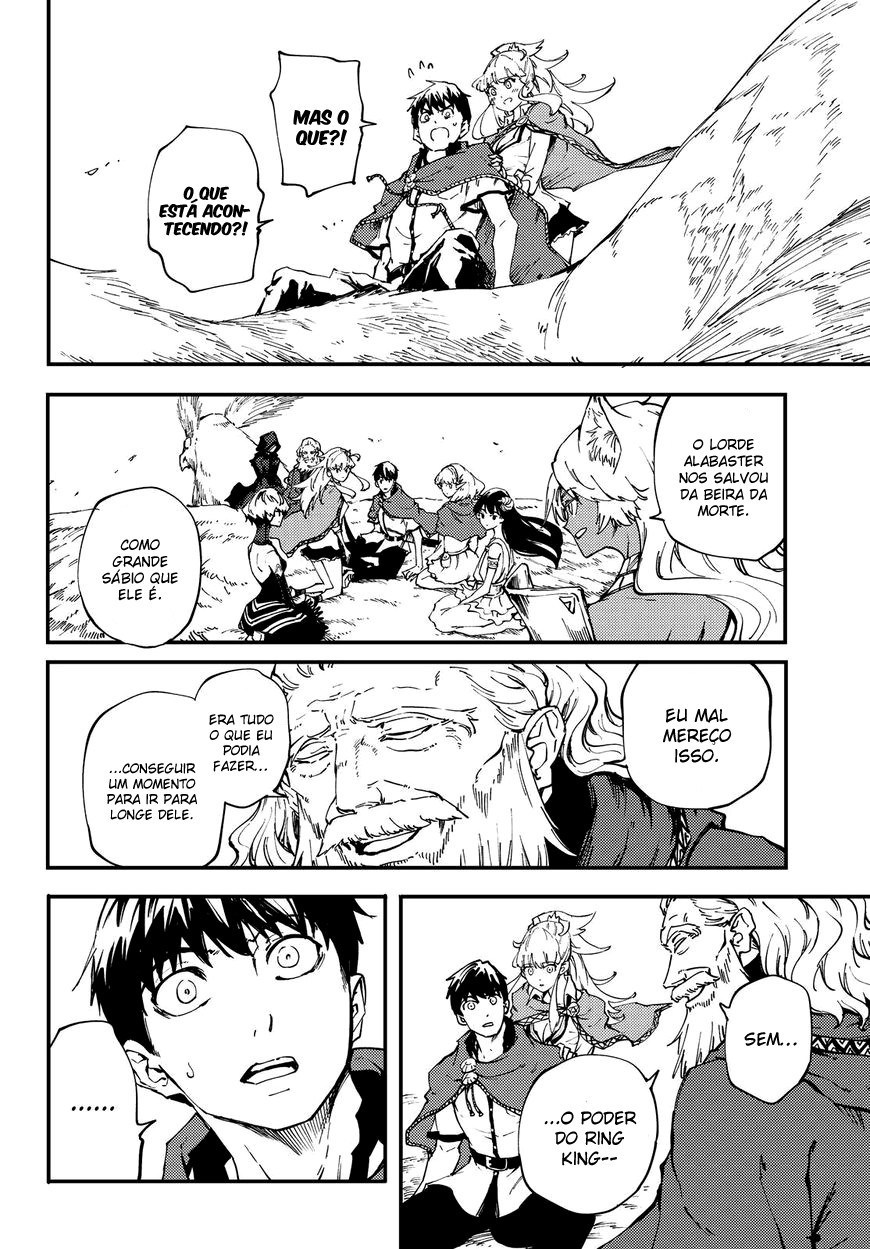 MAS O
QUE?!
O QUE
ESTÁ ACON-
TECENDO?!
O LORDE
ALABASTER
NOS SALVOU
DA BEIRA DA
MORTE.
COMO
GRANDE
SÁBIO QUE
ELE É.
EU MAL
MEREÇO
ISSO.
ERA TUDO
O QUE EU
PODIA
FAZER...
...CONSEGUIR
UM MOMENTO
PARA IR PARA
LONGE DELE.
SEM...
...O PODER
DO RING
KING--
......